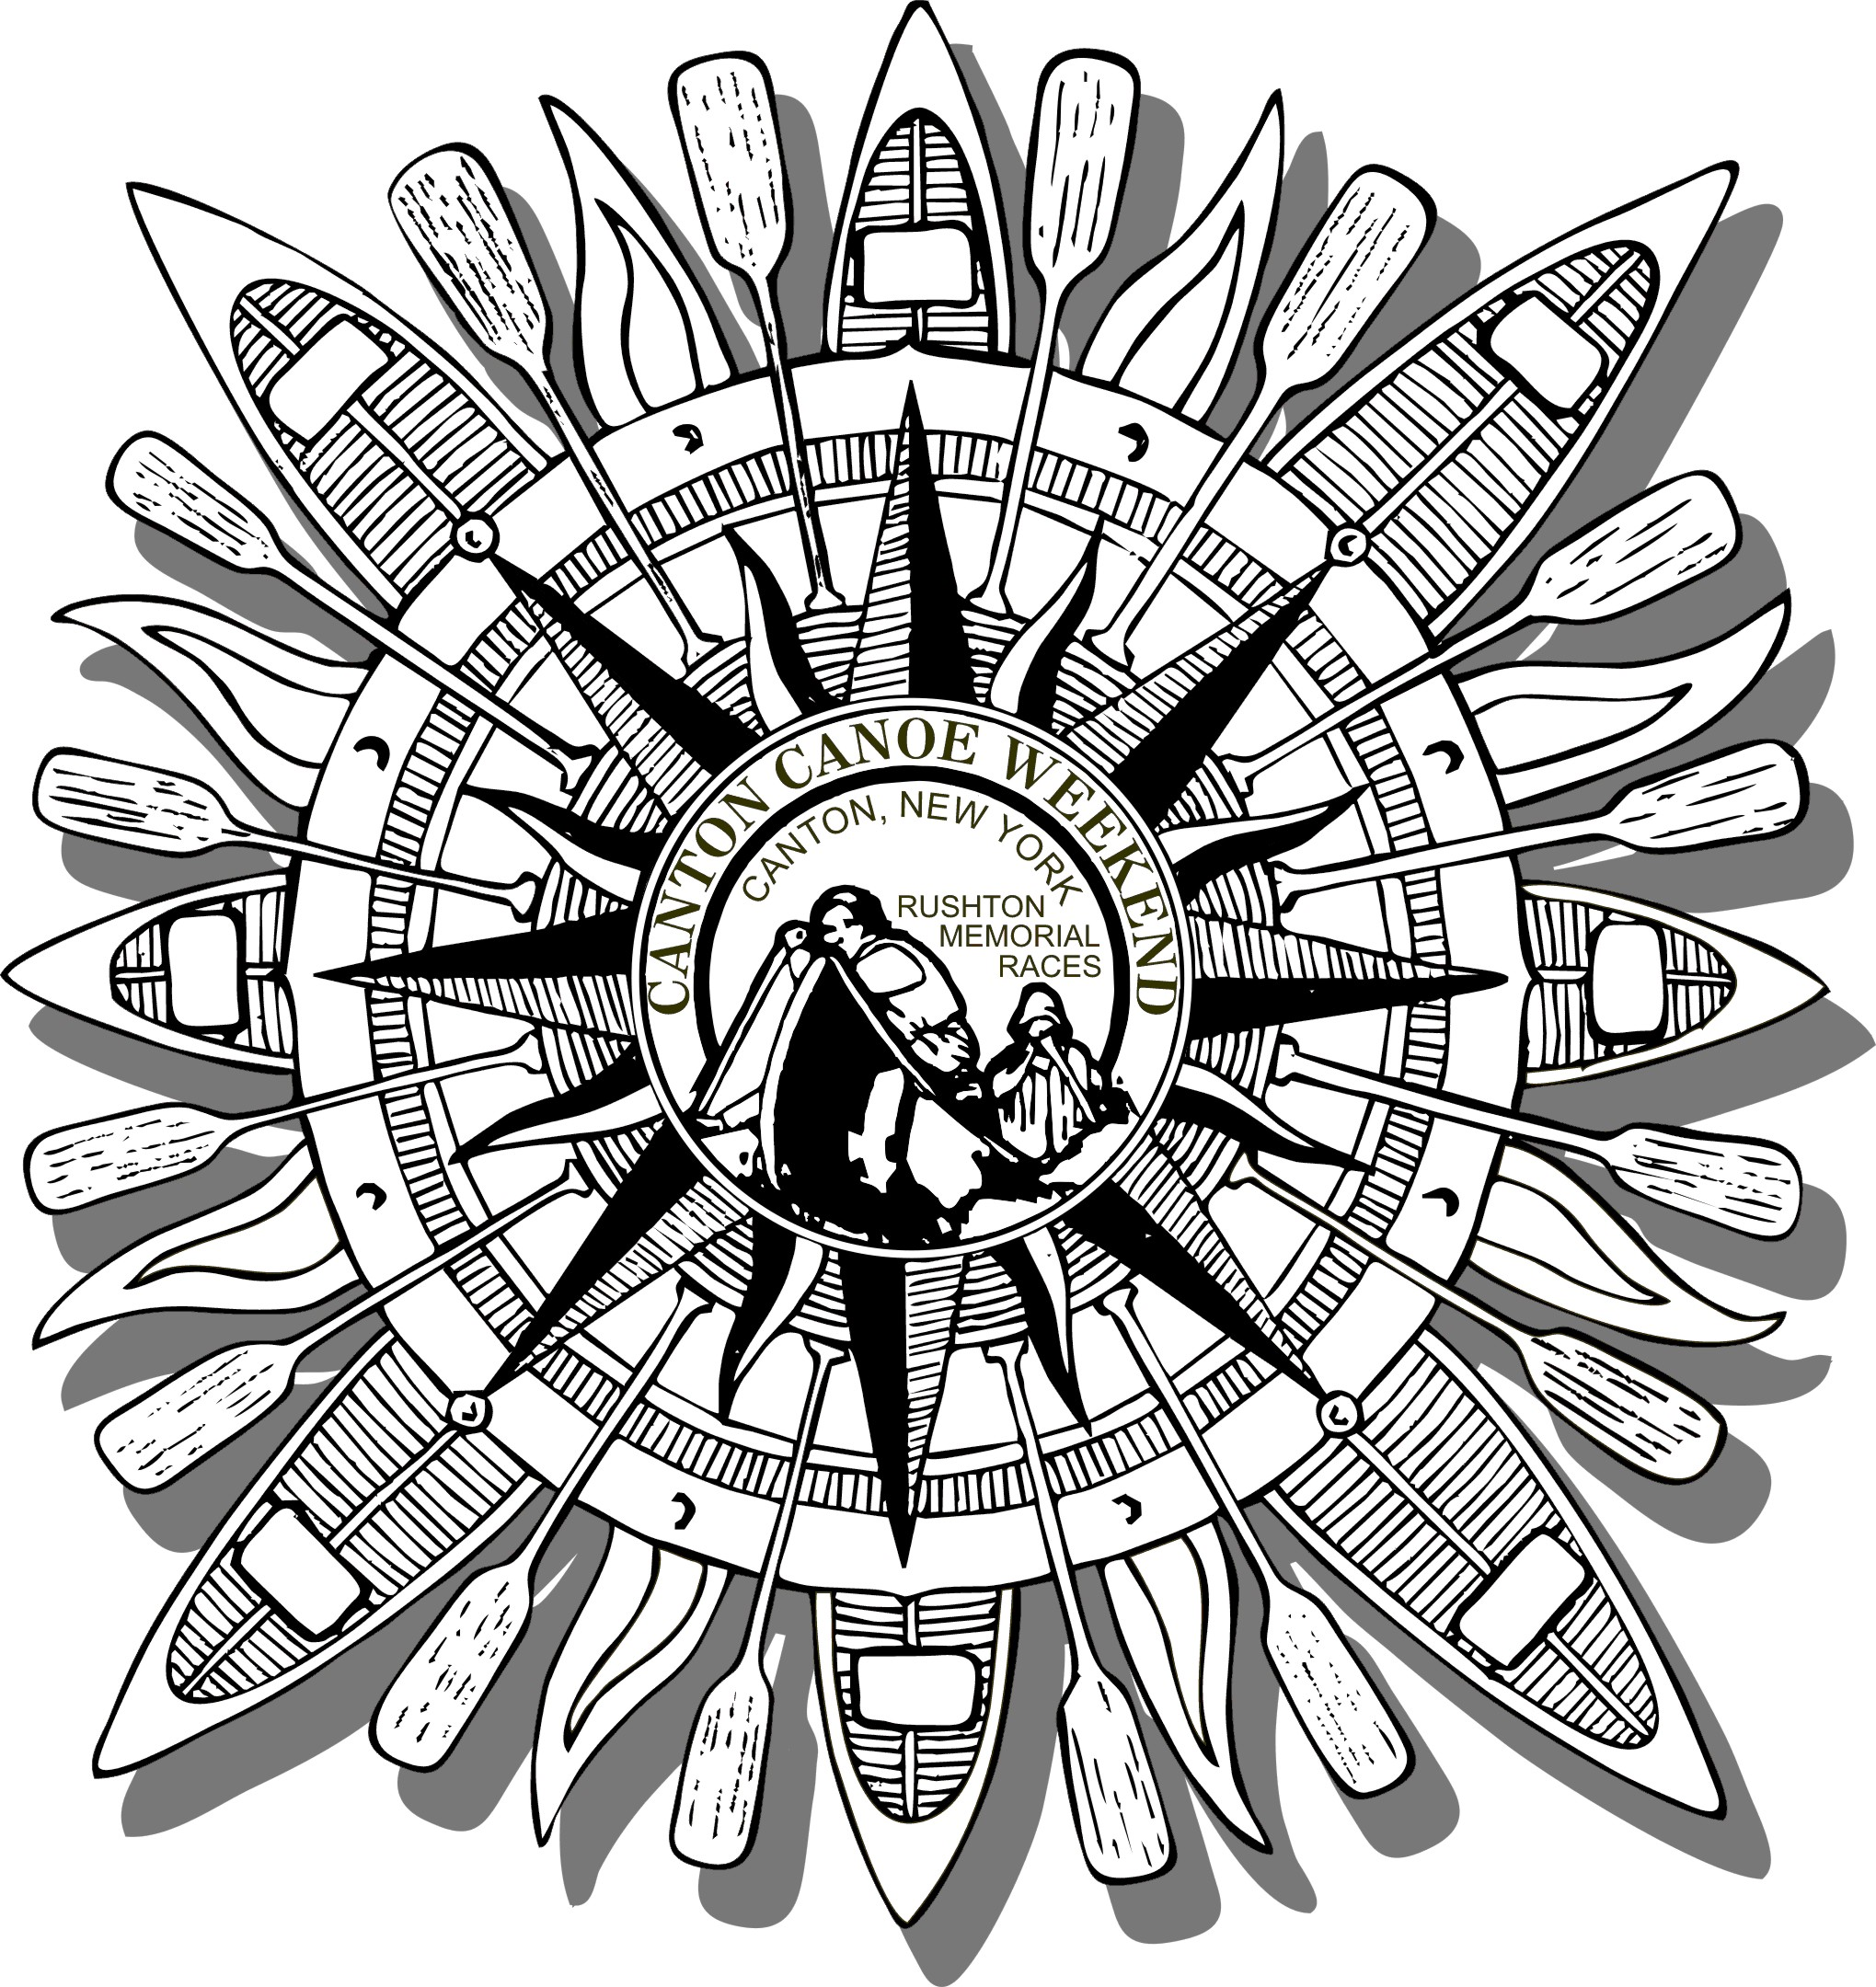 CANTON CANOE WEEKEND
CANTON, NEW YORK
RUSHTON
MEMORIAL
RACES